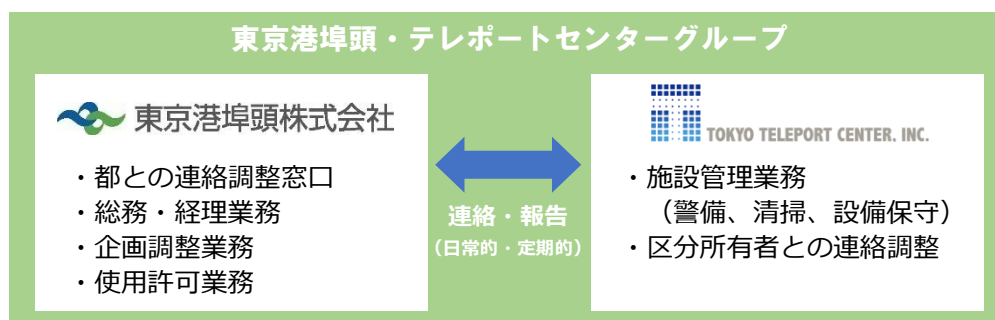 東京港埠頭・テレポートセンターグループ
東京港埠頭株式会社
・都との連絡調整窓口
・総務・経理業務
・企画調整業務
・使用許可業務
連絡・報告
（日常的・定期的）
TOKYO TELEPORT CENTER. INC.
・施設管理業務
（警備、清掃、設備保守）
・区分所有者との連絡調整